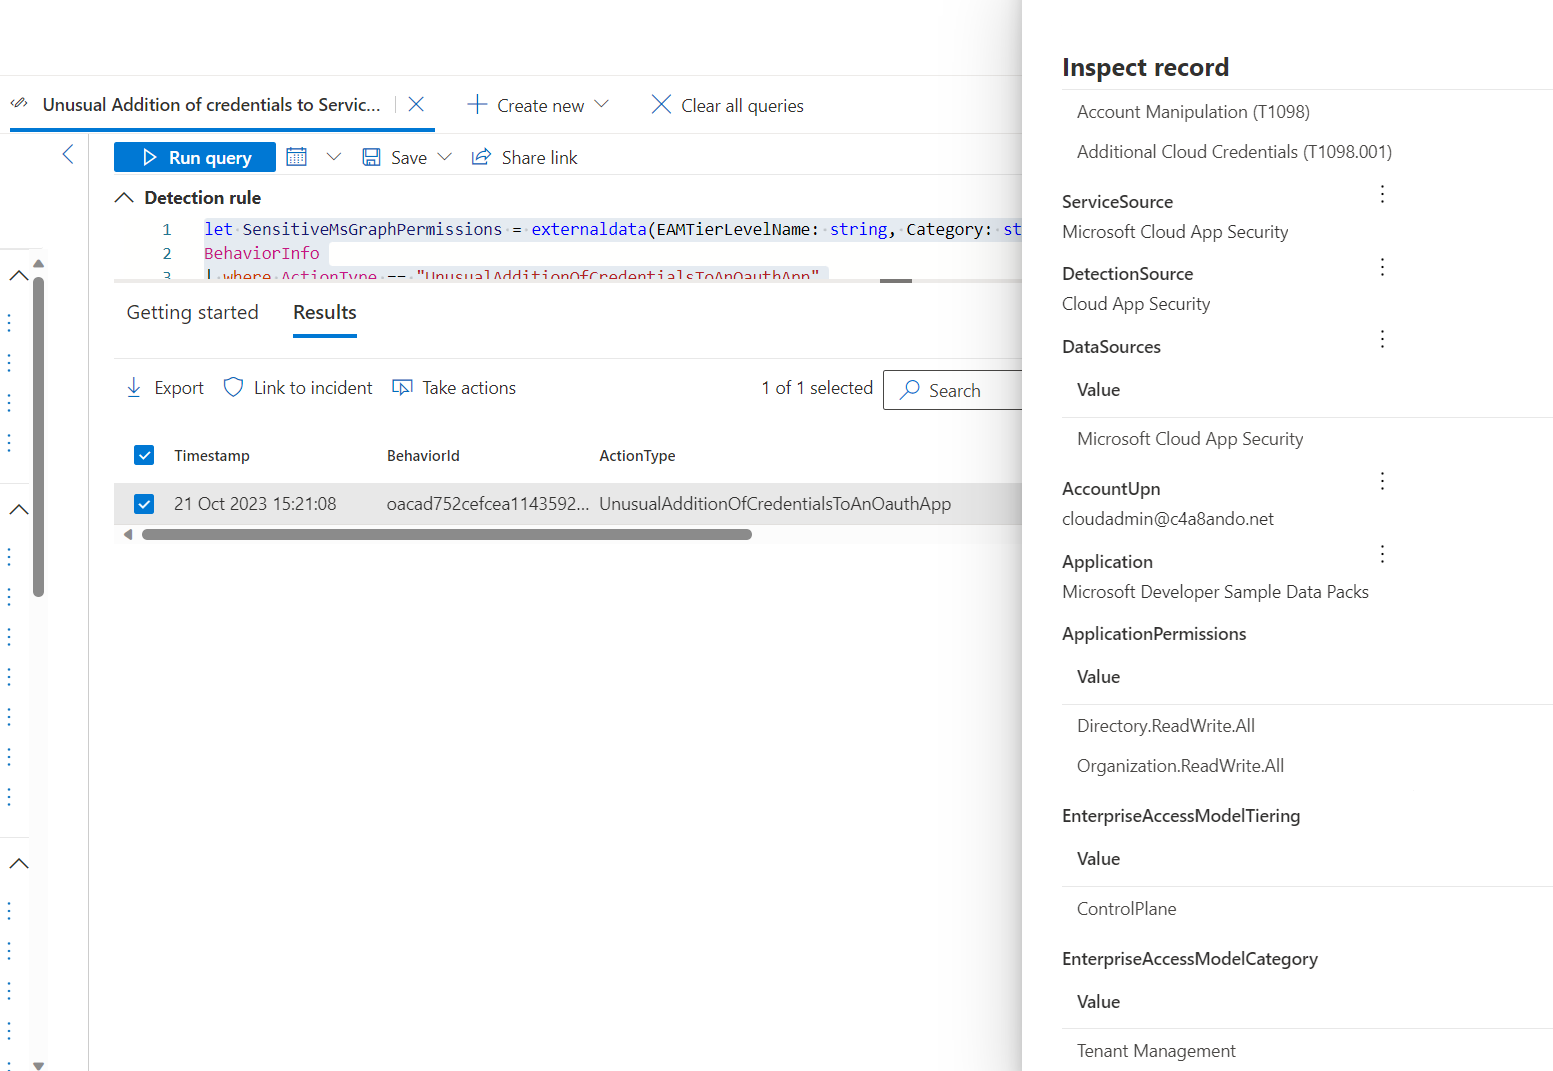 Unusual Addition of credentials to Servic...
Create new
Clear all queries
Run query
Save
Share link
Detection rule
1 let SensitiveMsGraphPermissions = externaldata(EAMTierLevelName: string, Category: st
2 BehaviorInfo
3 | where ActionType == "UnusualAdditionOfCredentialsToAnOauthApp"
Getting started
Results
Export
Link to incident
Take actions
1 of 1 selected
Search
Timestamp BehaviorId ActionType
21 Oct 2023 15:21:08 oacad752cefcea1143592... UnusualAdditionOfCredentialsToAnOauthApp
Inspect record
Account Manipulation (T1098)
Additional Cloud Credentials (T1098.001)
ServiceSource
Microsoft Cloud App Security
DetectionSource
Cloud App Security
DataSources
Value
Microsoft Cloud App Security
AccountUpn
cloudadmin@c4a8ando.net
Application
Microsoft Developer Sample Data Packs
ApplicationPermissions
Value
Directory.ReadWrite.All
Organization.ReadWrite.All
EnterpriseAccessModelTiering
Value
ControlPlane
EnterpriseAccessModelCategory
Value
Tenant Management